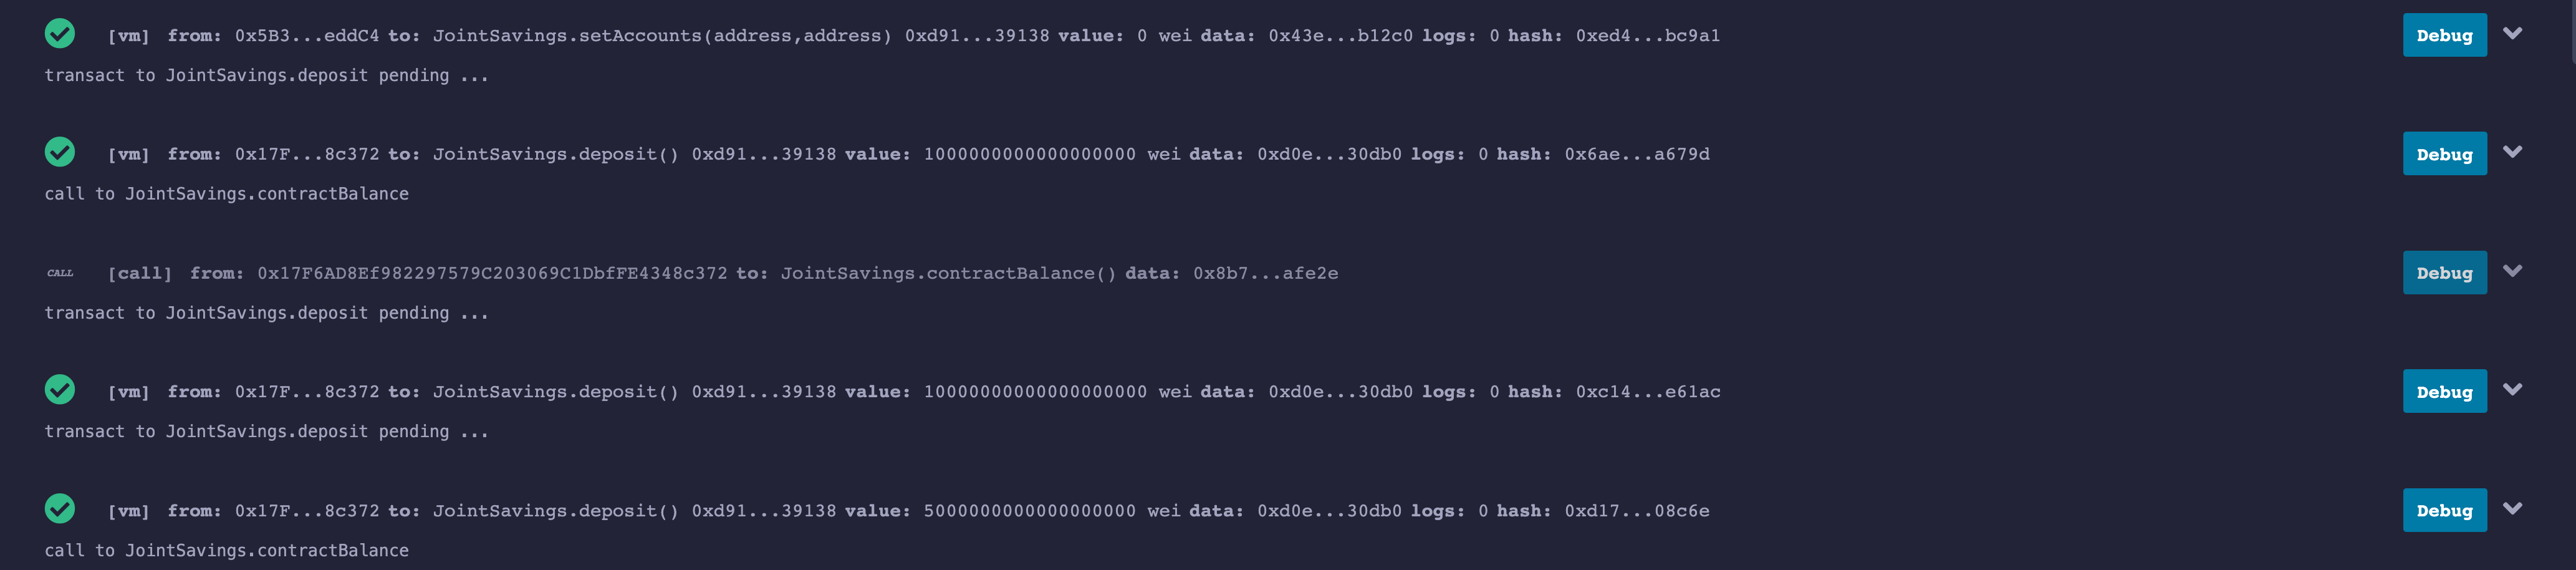 [vm] from: 0x5B3...eddC4 to: JointSavings.setAccounts(address,address) 0xd91...39138 value: 0 wei data: 0x43e...b12c0 logs: 0 hash: 0xed4...bc9a1 Debug
transact to JointSavings.deposit pending ...
[vm] from: 0x17F...8c372 to: JointSavings.deposit() 0xd91...39138 value: 1000000000000000000 wei data: 0xd0e...30db0 logs: 0 hash: 0x6ae...a679d Debug
call to JointSavings.contractBalance
CALL [call] from: 0x17F6AD8Ef982297579C203069C1DbfFE4348c372 to: JointSavings.contractBalance() data: 0x8b7...afe2e Debug
transact to JointSavings.deposit pending ...
[vm] from: 0x17F...8c372 to: JointSavings.deposit() 0xd91...39138 value: 10000000000000000000 wei data: 0xd0e...30db0 logs: 0 hash: 0xc14...e61ac Debug
transact to JointSavings.deposit pending ...
[vm] from: 0x17F...8c372 to: JointSavings.deposit() 0xd91...39138 value: 5000000000000000000 wei data: 0xd0e...30db0 logs: 0 hash: 0xd17...08c6e Debug
call to JointSavings.contractBalance